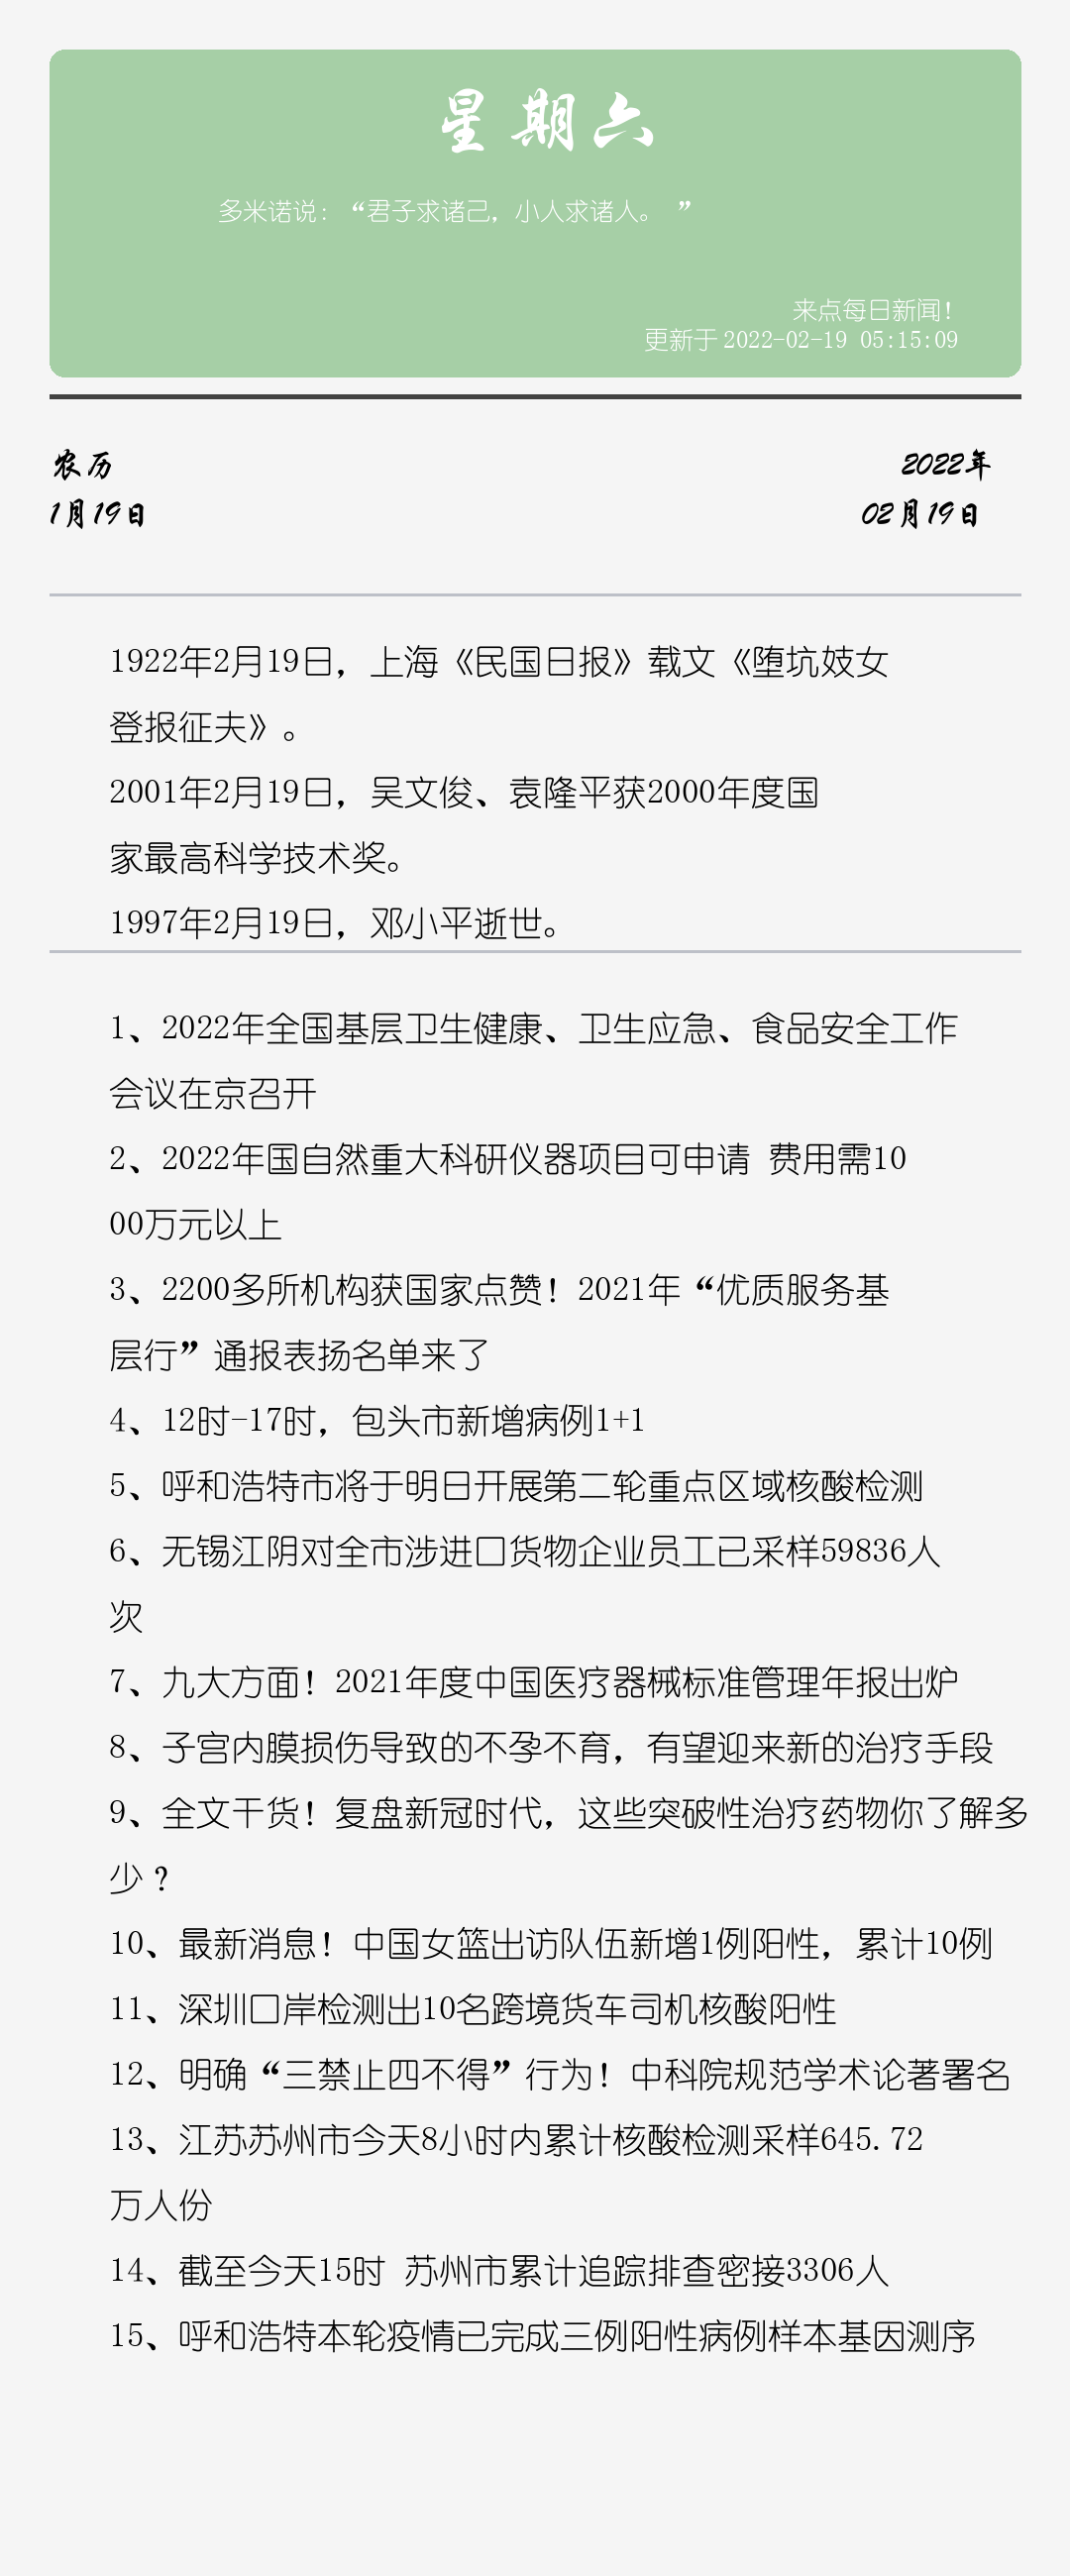 星期六
多米诺说：“君子求诸己，小人求诸人。 ”
来点每日新闻！
更新于 2022-02-19 05:15:09
农历
2022年
1月19日
02月19日
1922年2月19日，上海《民国日报》载文《堕坑妓女
登报征夫》。
2001年2月19日，吴文俊、袁隆平获2000年度国
家最高科学技术奖。
1997年2月19日，邓小平逝世。
1、2022年全国基层卫生健康、卫生应急、食品安全工作
会议在京召开
2、2022年国自然重大科研仪器项目可申请 费用需10
00万元以上
3、2200多所机构获国家点赞！2021年“优质服务基
层行”通报表扬名单来了
4、12时-17时，包头市新增病例1+1
5、呼和浩特市将于明日开展第二轮重点区域核酸检测
6、无锡江阴对全市涉进口货物企业员工已采样59836人
次
7、九大方面！2021年度中国医疗器械标准管理年报出炉
8、子宫内膜损伤导致的不孕不育，有望迎来新的治疗手段
9、全文干货！复盘新冠时代，这些突破性治疗药物你了解多
少？
10、最新消息！中国女篮出访队伍新增1例阳性，累计10例
11、深圳口岸检测出10名跨境货车司机核酸阳性
12、明确“三禁止四不得”行为！中科院规范学术论著署名
13、江苏苏州市今天8小时内累计核酸检测采样645.72
万人份
14、截至今天15时 苏州市累计追踪排查密接3306人
15、呼和浩特本轮疫情已完成三例阳性病例样本基因测序